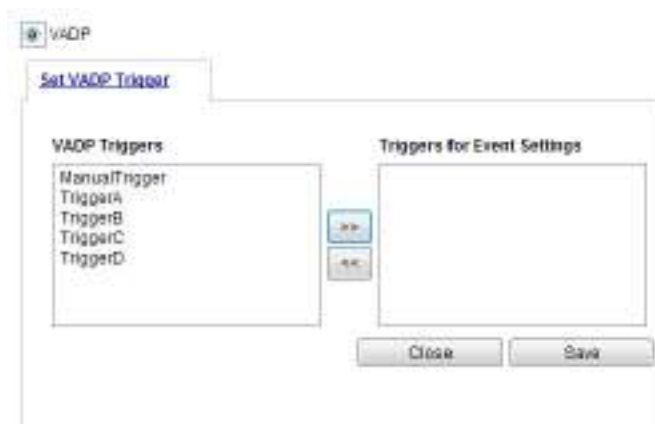 VADP
Set VADP Trigger
VADP Triggers
Triggers for Event Settings
ManualTrigger
TriggerA
TriggerB
TriggerC
TriggerD
>>
<<
Close
Save